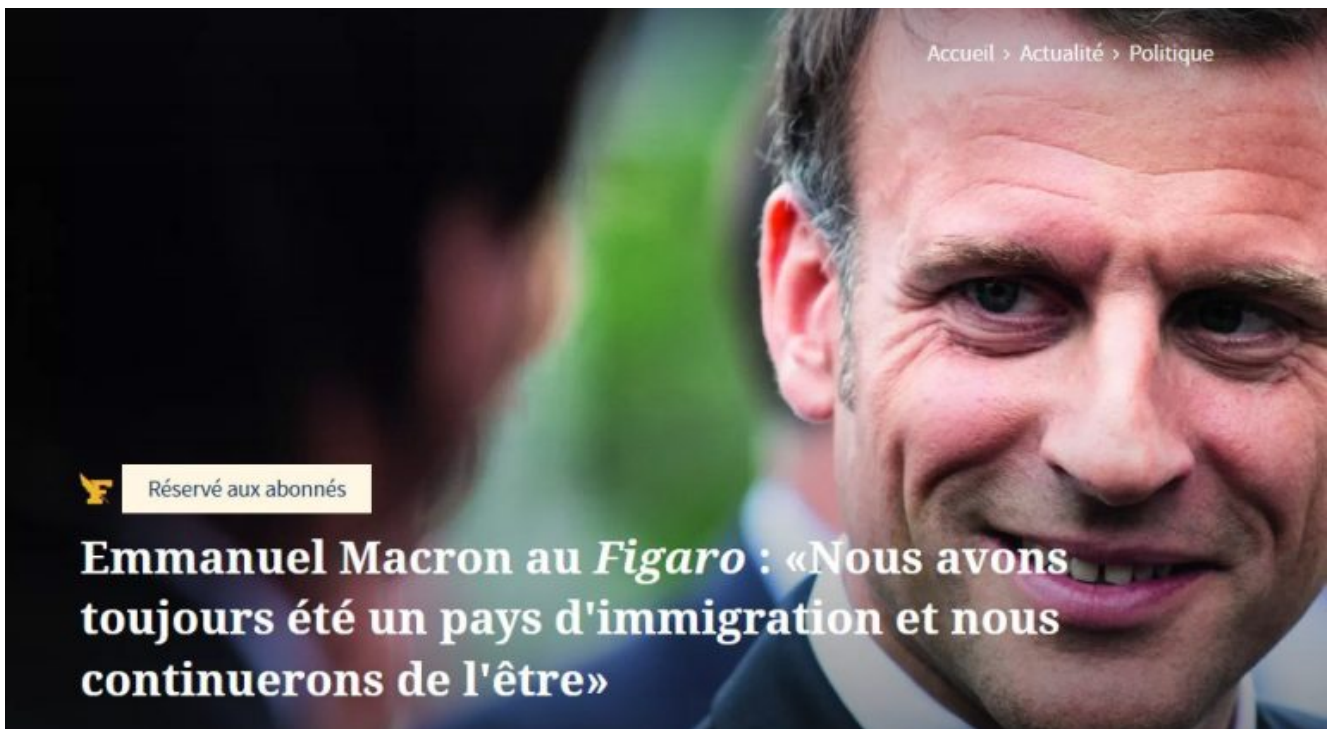 Accueil > Actualité > Politique
Réservé aux abonnés
Emmanuel Macron au Figaro : «Nous avons
toujours été un pays d'immigration et nous
continuerons de l'être»